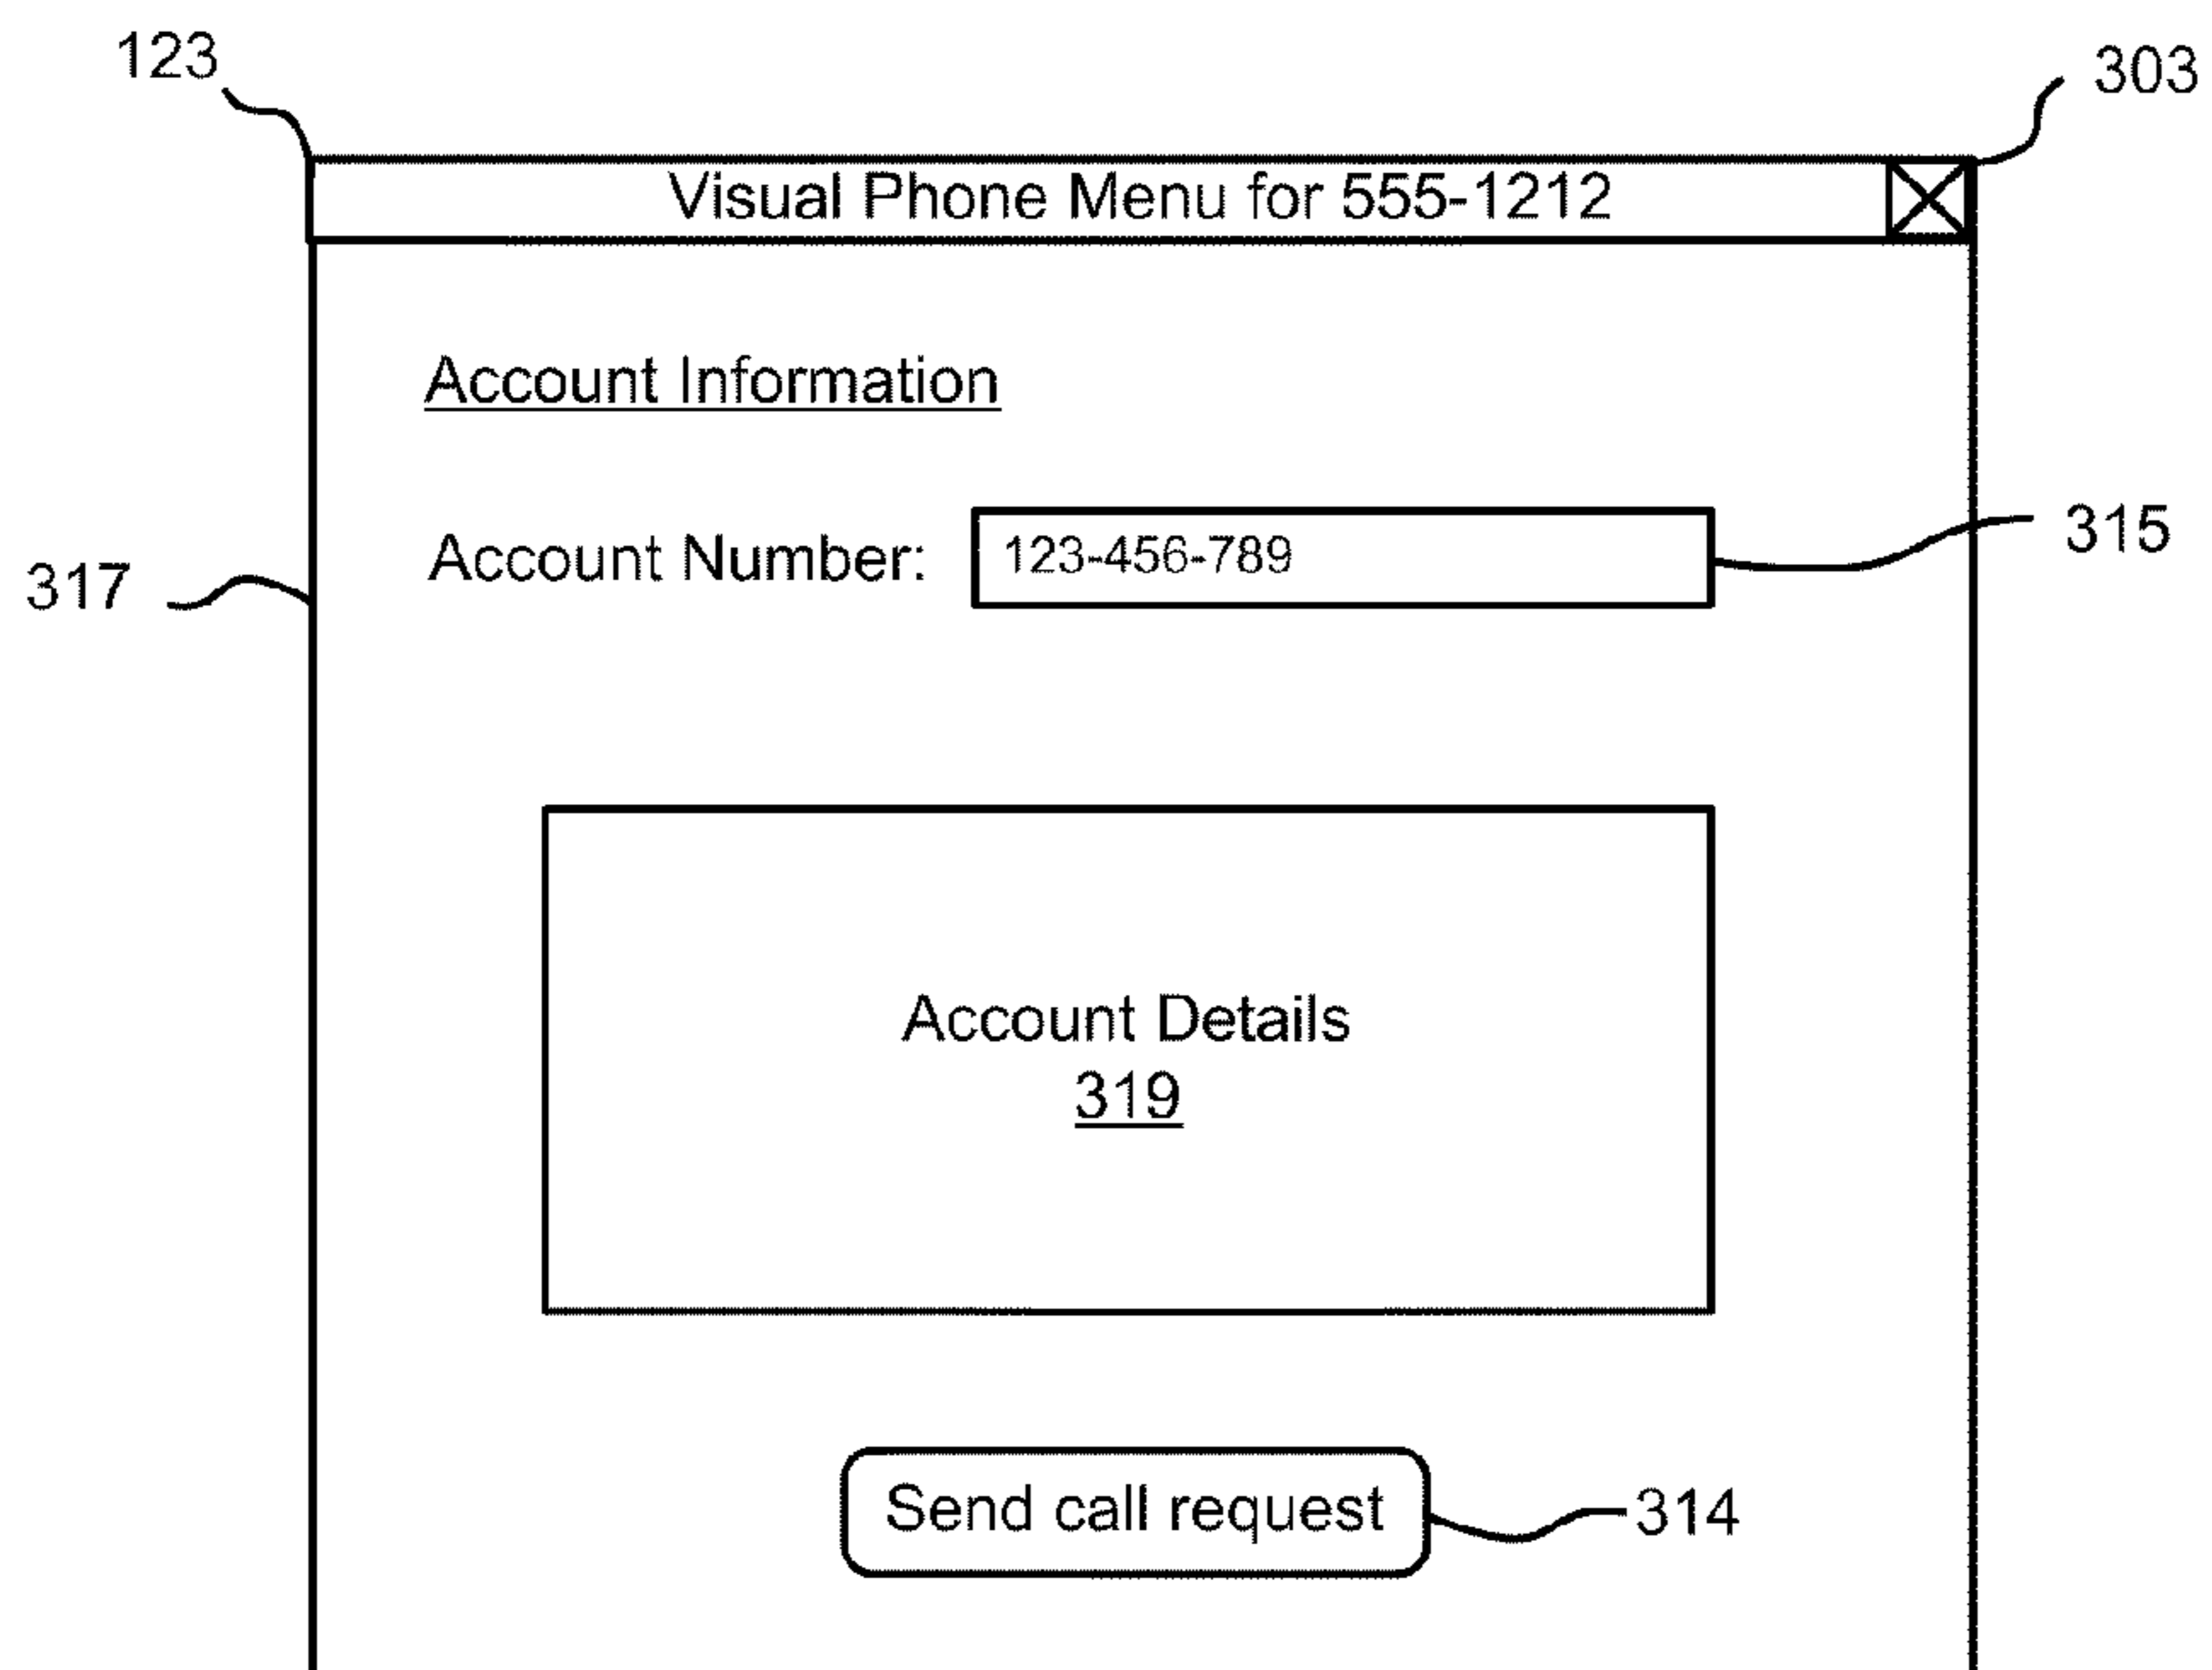 123
303
Visual Phone Menu for 555-1212
Account Information
Account Number: 123-456-789
315
317
Account Details
319
Send call request
314